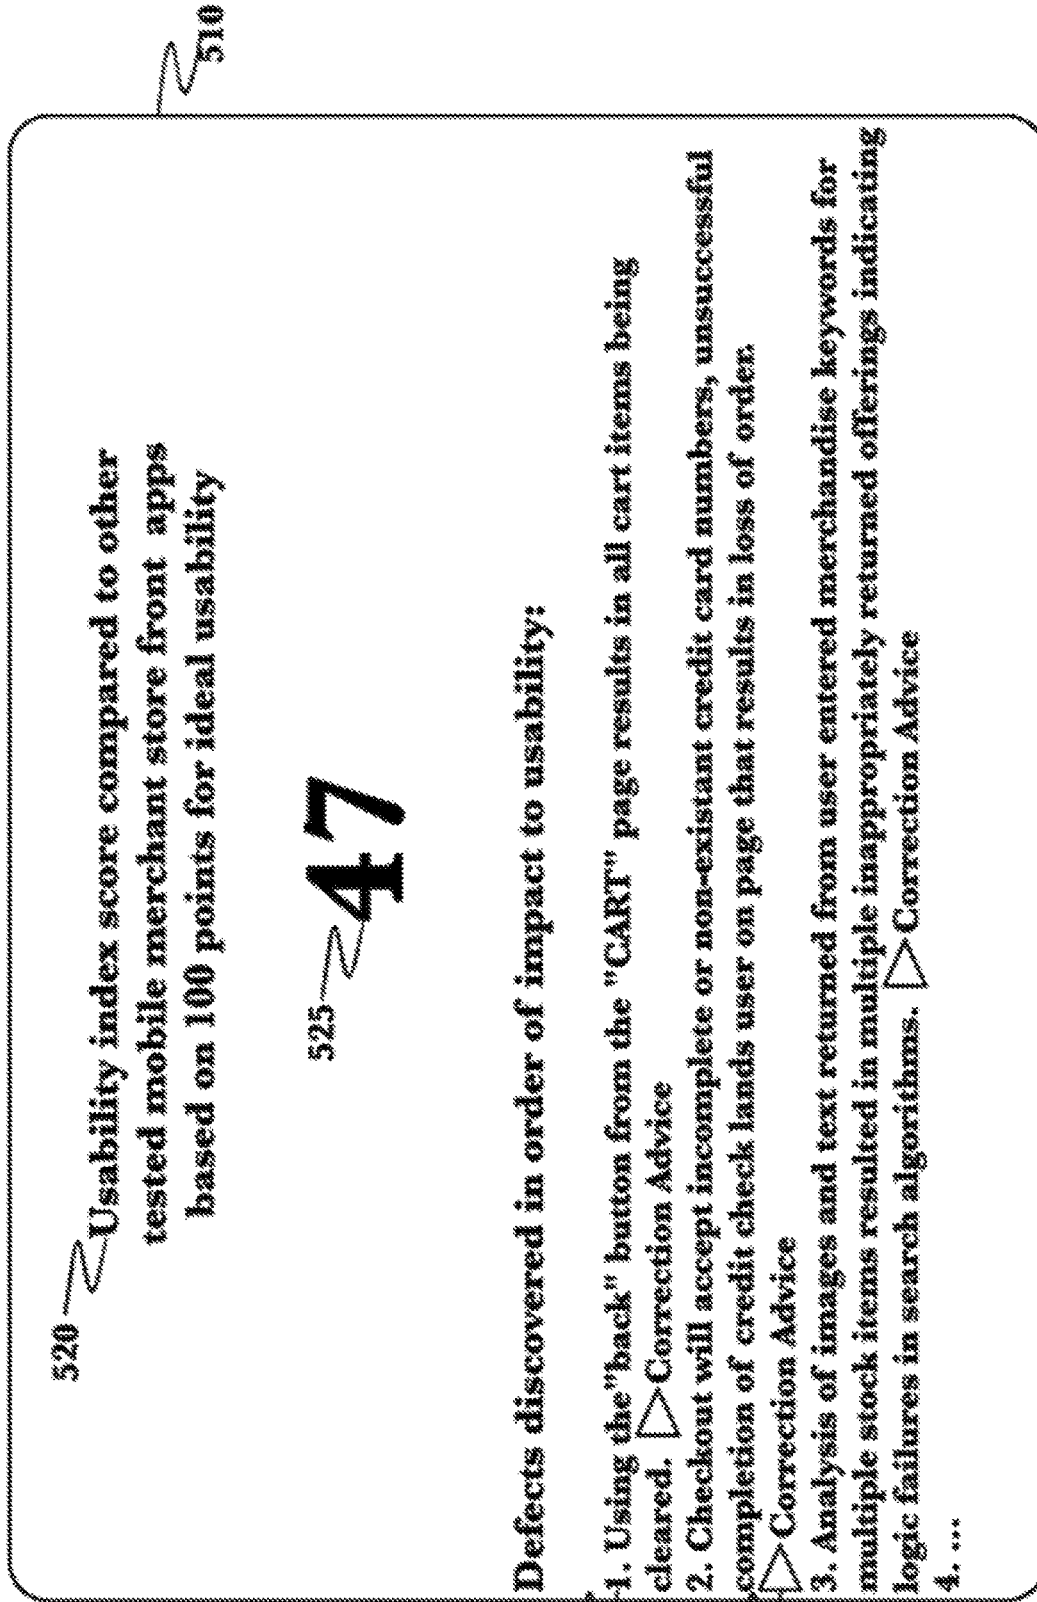 510
520
Usability index score compared to other
tested mobile merchant store front apps
based on 100 points for ideal usability
525
47
Defects discovered in order of impact to usability:
1. Using the"back" button from the "CART" page results in all cart items being
cleared. Correction Advice
2. Checkout will accept incomplete or non-existant credit card numbers, unsuccessful
completion of credit check lands user on page that results in loss of order.
Correction Advice
3. Analysis of images and text returned from user entered merchandise keywords for
multiple stock items resulted in multiple inappropriately returned offerings indicating
logic failures in search algorithms. Correction Advice
4. ...